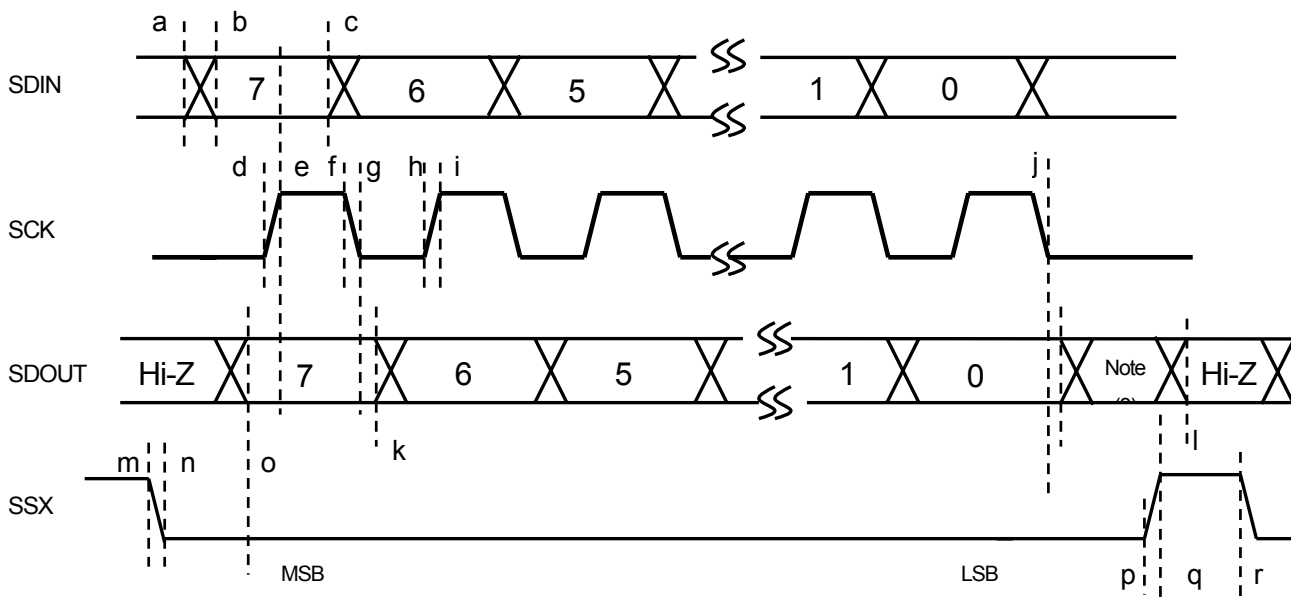 a b c
SDIN 7 6 5 1 0
d e f g h i j
SCK
SDOUT Hi-Z 7 6 5 1 0 Note Hi-Z
k l
m n o
SSX
MSB LSB p q r